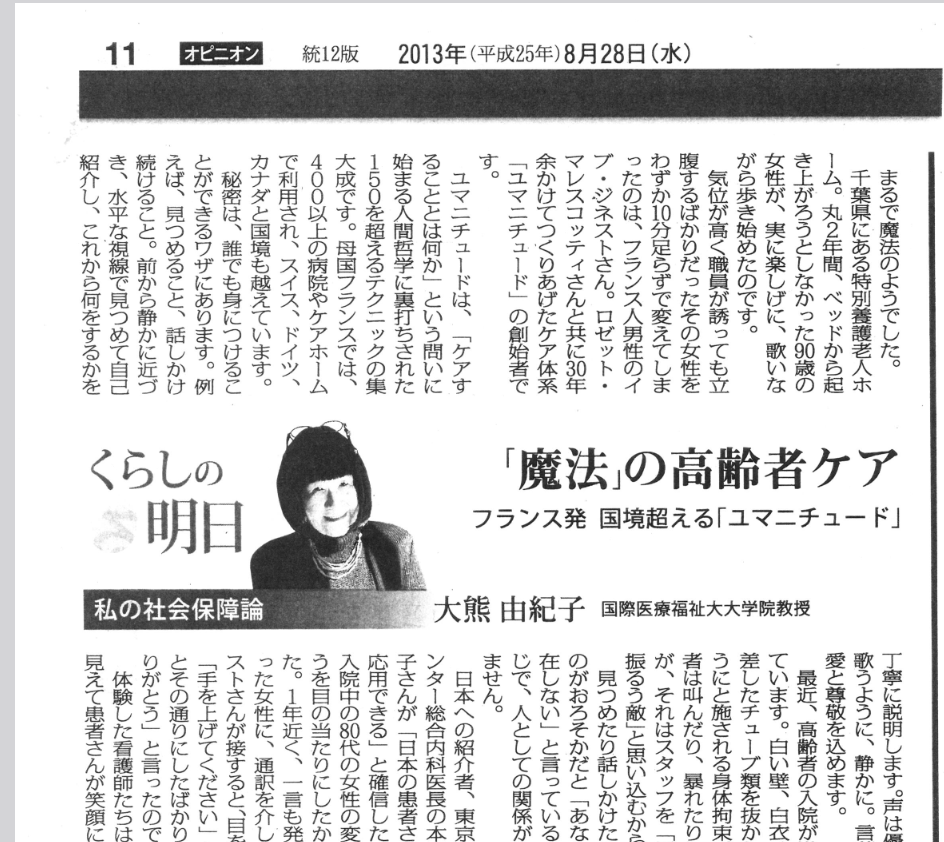 11 オピニオン 統12版 2013年(平成25年)8月28日(水)
まるで魔法のようでした。
千葉県にある特別養護老人ホ
ーム。丸2年間、ベッドから起
き上がろうとしなかった90歳の
女性が、実に楽しげに、歌いな
がら歩き始めたのです。
気位が高く職員が誘っても立
腹するばかりだったその女性を
わずか10分足らずで変えてしま
ったのは、フランス人男性のイ
ブ・ジネストさん。ロゼット・
マレスコッティさんと共に30年
余かけてつくりあげたケア体系
「ユマニチュード」の創始者で
す。
ユマニチュードは、「ケアす
ることとは何か」という問いに
始まる人間哲学に裏打ちされた
150を超えるテクニックの集
大成です。母国フランスでは、
400以上の病院やケアホーム
で利用され、スイス、ドイツ、
カナダと国境も越えています。
秘密は、誰でも身につけるこ
とができるワザにあります。例
えば、見つめること、話しかけ
続けること。前から静かに近づ
き、水平な視線で見つめて自己
紹介し、これから何をするかを
「魔法」の高齢者ケア
フランス発 国境超える「ユマニチュード」
くらしの
明日
私の社会保障論
大熊 由紀子 国際医療福祉大大学院教授
丁寧に説明します。声は優
歌うように、静かに。言
愛と尊敬を込めます。
最近、高齢者の入院が
ています。白い壁、白衣
差したチューブ類を抜か
うにと施される身体拘束
者は叫んだり、暴れたり
が、それはスタッフを「
振るう敵」と思い込むから
見つめたり話しかけた
のがおろそかだと「あな
在しない」と言っている
じで、人としての関係が
ません。
日本への紹介者、東京
ンター総合内科医長の本
子さんが「日本の患者さ
応用できる」と確信した
入院中の80代の女性の変
うを目の当たりにしたか
た。1年近く、一言も発
った女性に、通訳を介し
ストさんが接すると、目を
「手を上げてください」
とその通りにしたばかり
りがとう」と言ったので
体験した看護師たちは
見えて患者さんが笑顔に